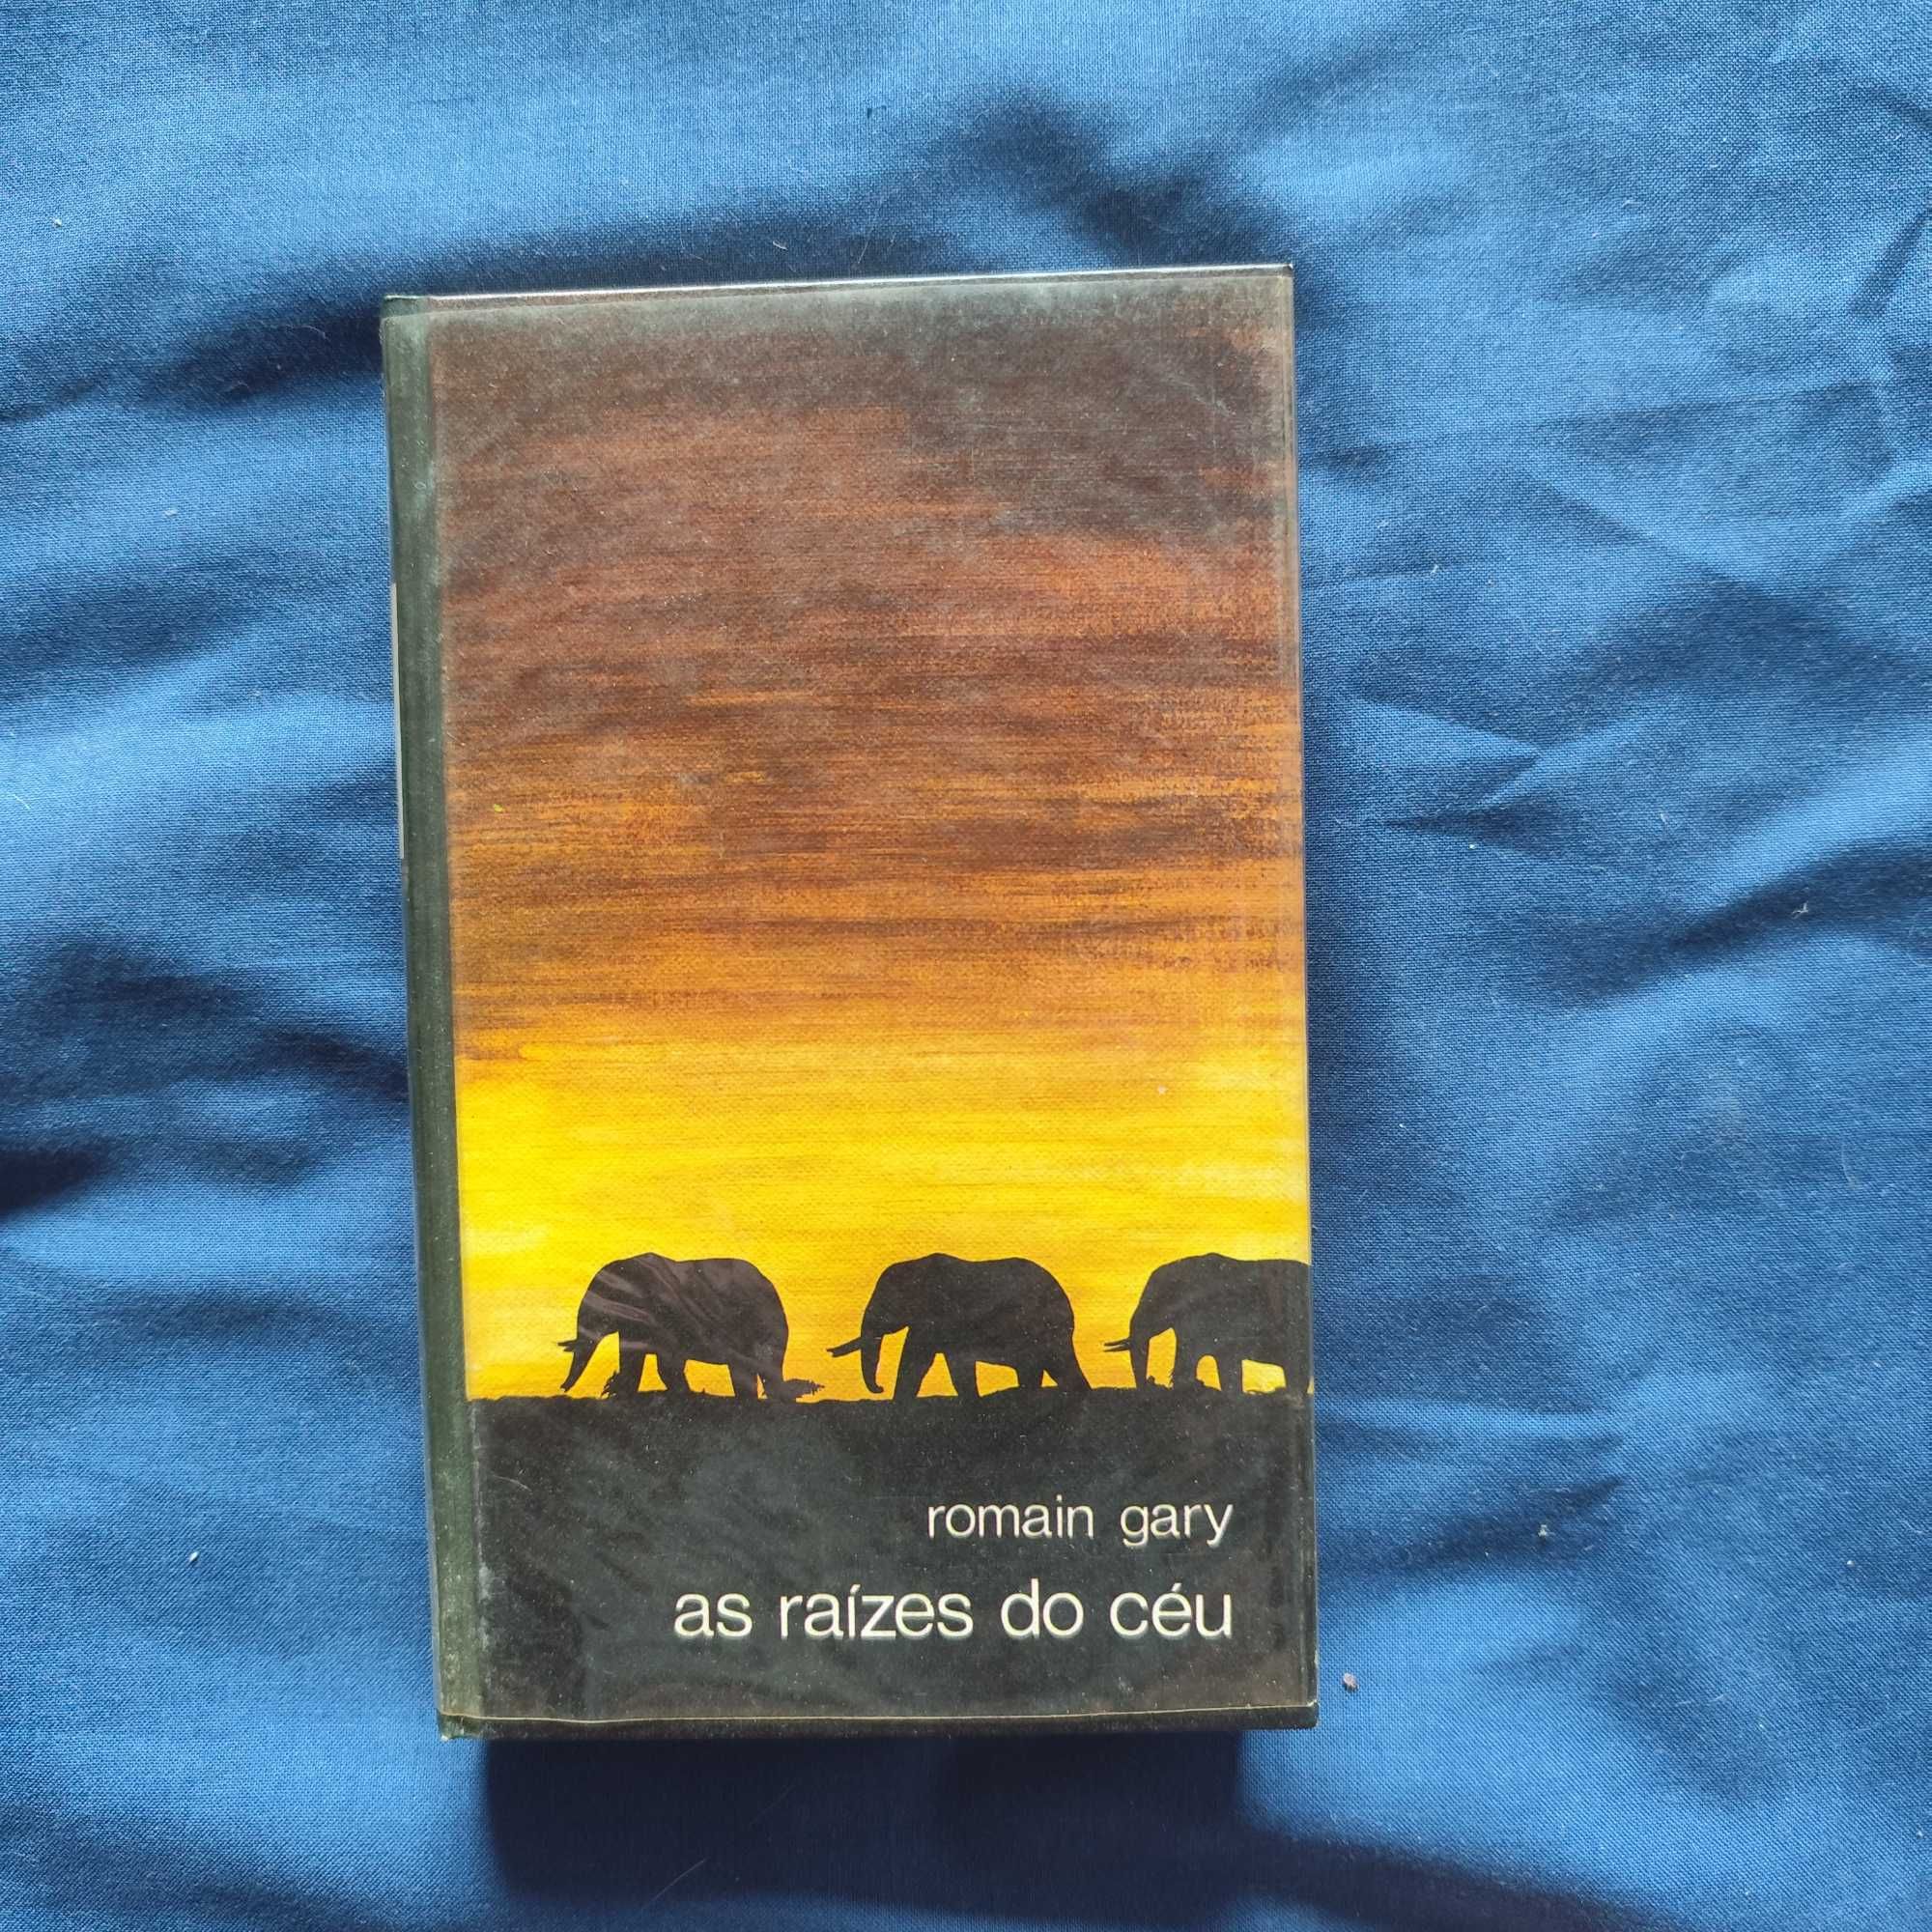 romain gary
as raízes do céu